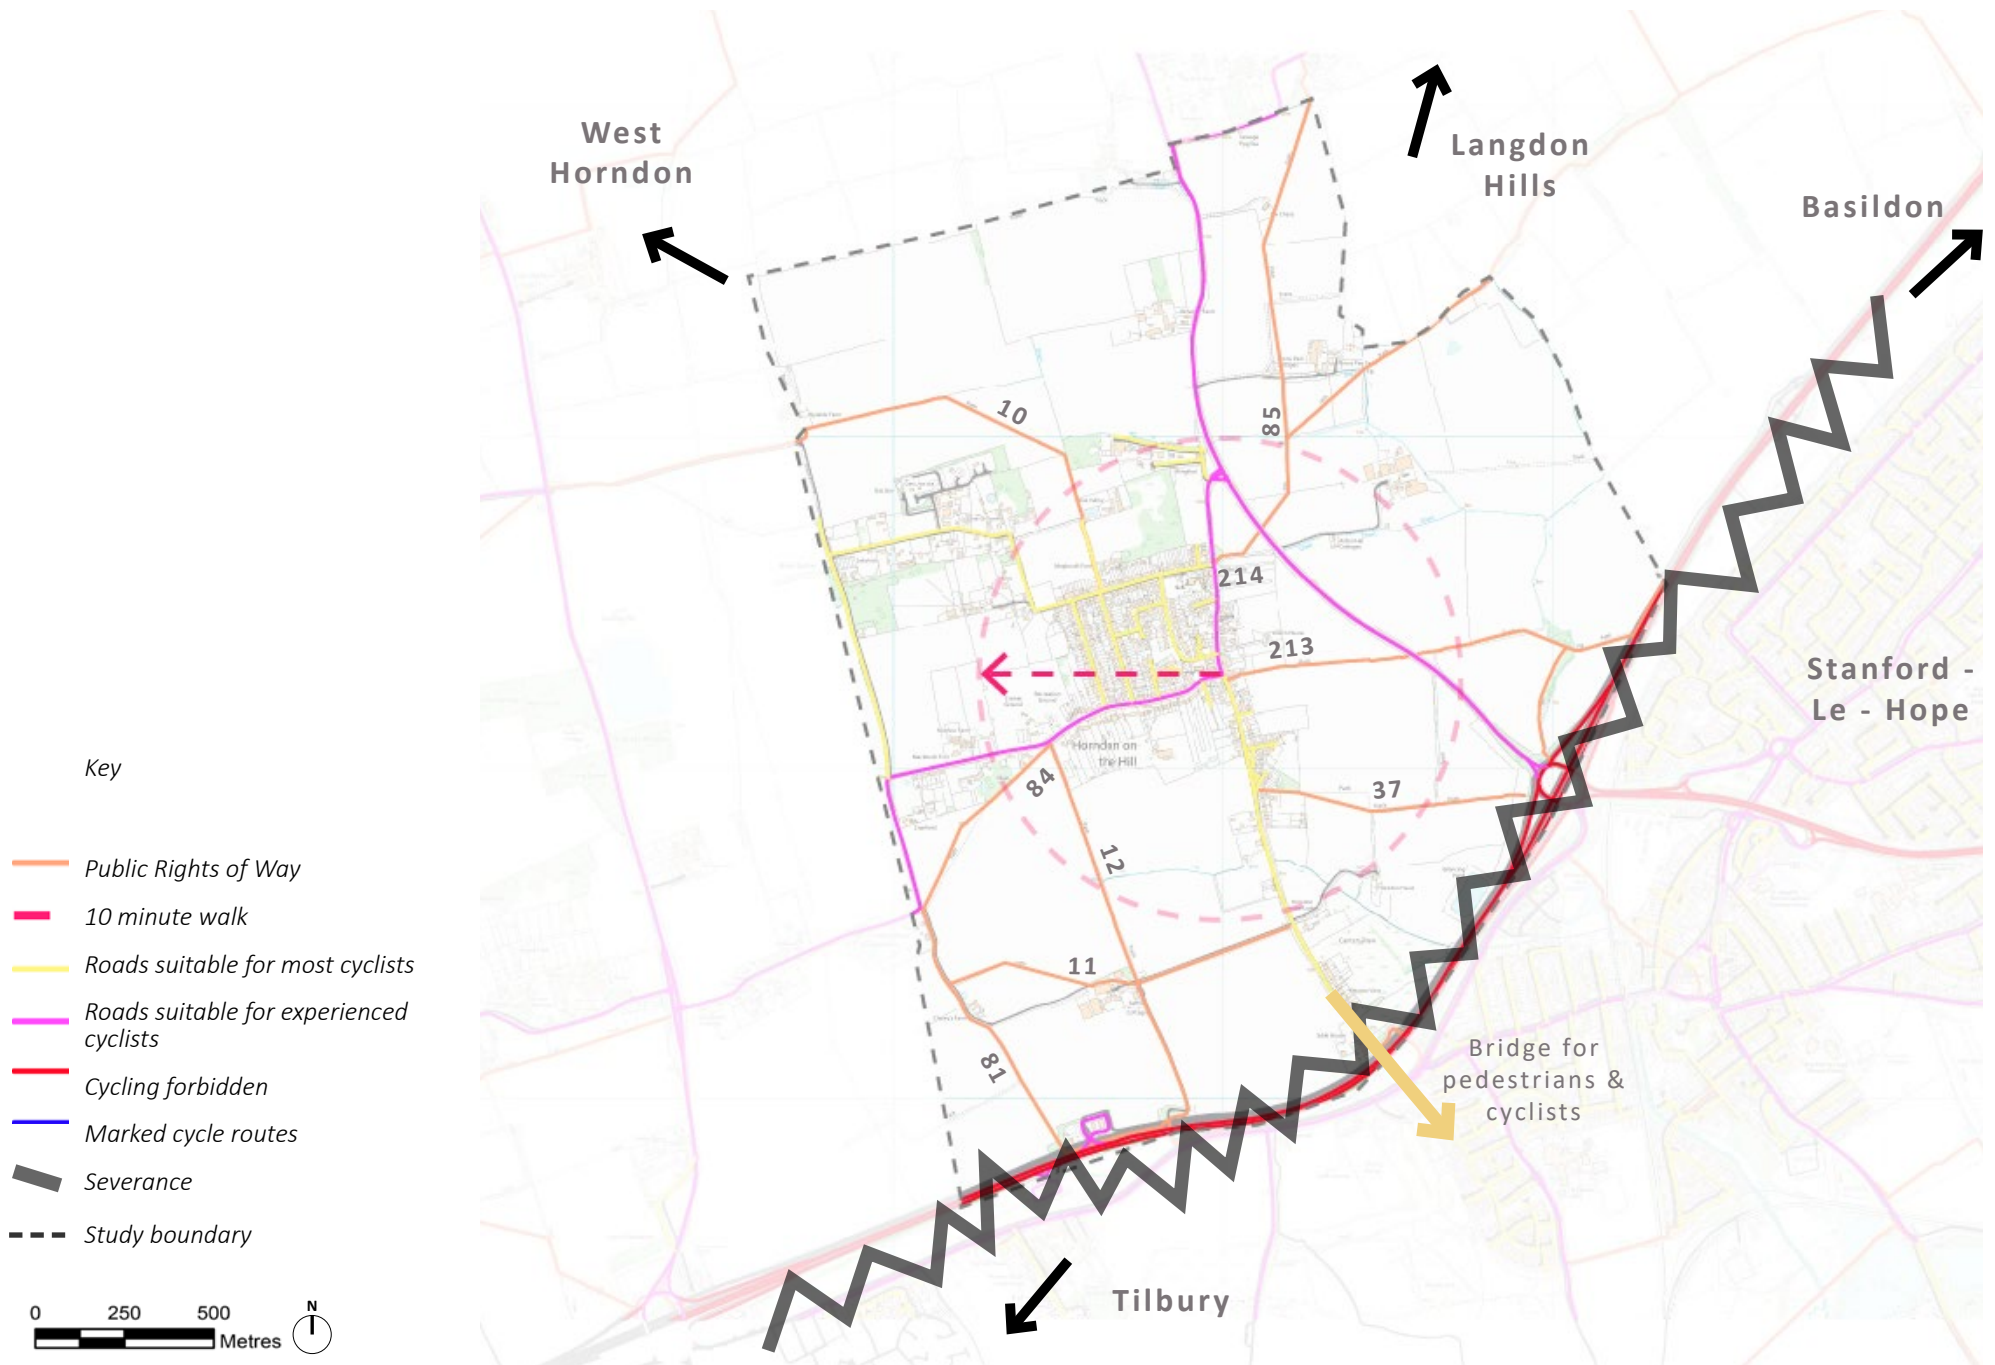 West
Horndon
Langdon
Hills
Basildon
10
85
214
213
Stanford -
Le - Hope
Horndon on
the Hill
84
37
12
11
81
Bridge for
pedestrians &
cyclists
Tilbury
Key
Public Rights of Way
10 minute walk
Roads suitable for most cyclists
Roads suitable for experienced
cyclists
Cycling forbidden
Marked cycle routes
Severance
Study boundary
0 250 500
Metres
N